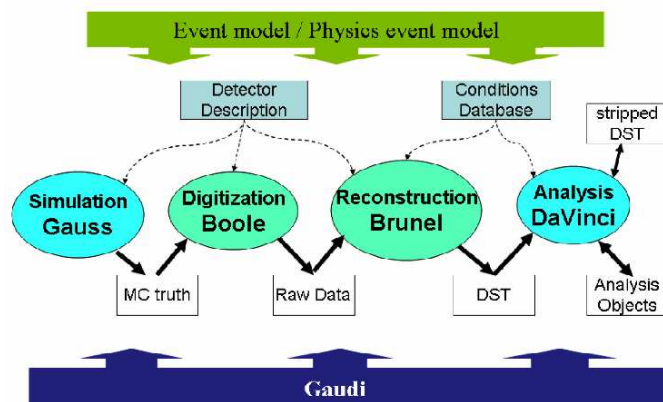 Event model / Physics event model
Detector
Description
Conditions
Database
stripped
DST
Simulation
Gauss
Digitization
Boole
Reconstruction
Brunel
Analysis
DaVinci
MC truth
Raw Data
DST
Analysis
Objects
Gaudi